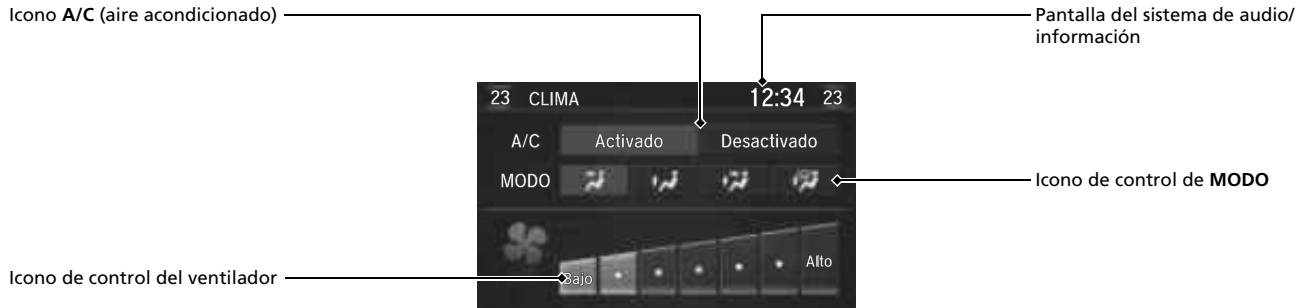 Icono A/C (aire acondicionado)
Pantalla del sistema de audio/
información
23 CLIMA 12:34 23
A/C Activado Desactivado
MODO
Icono de control de MODO
Bajo Alto
Icono de control del ventilador